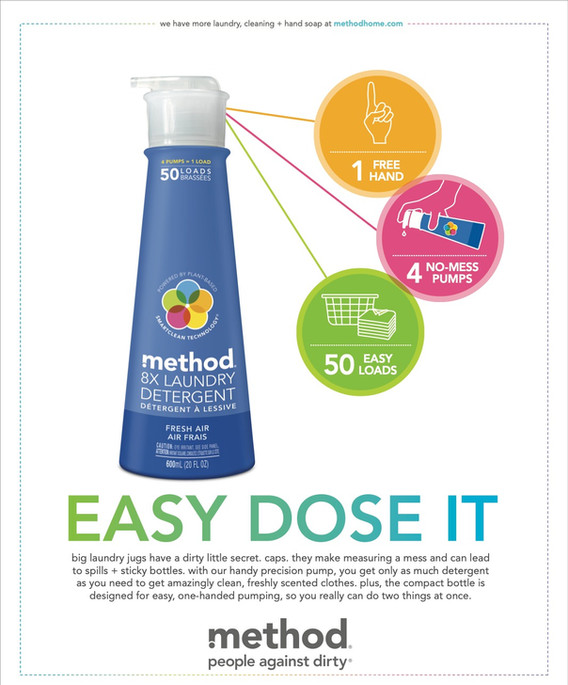 we have more laundry, cleaning + hand soap at methodhome.com
4 PUMPS = 1 LOAD
50 LOADS
BRASSÉES
POWERED BY PLANT-BASED
SMARTCLEAN TECHNOLOGY®
method®
8X LAUNDRY
DETERGENT
DÉTERGENT À LESSIVE
FRESH AIR
AIR FRAIS
600mL (20 FL OZ)
1 FREE
HAND
4 NO-MESS
PUMPS
50 EASY
LOADS
EASY DOSE IT
big laundry jugs have a dirty little secret. caps. they make measuring a mess and can lead
to spills + sticky bottles. with our handy precision pump, you get only as much detergent
as you need to get amazingly clean, freshly scented clothes. plus, the compact bottle is
designed for easy, one-handed pumping, so you really can do two things at once.
method®
people against dirty®